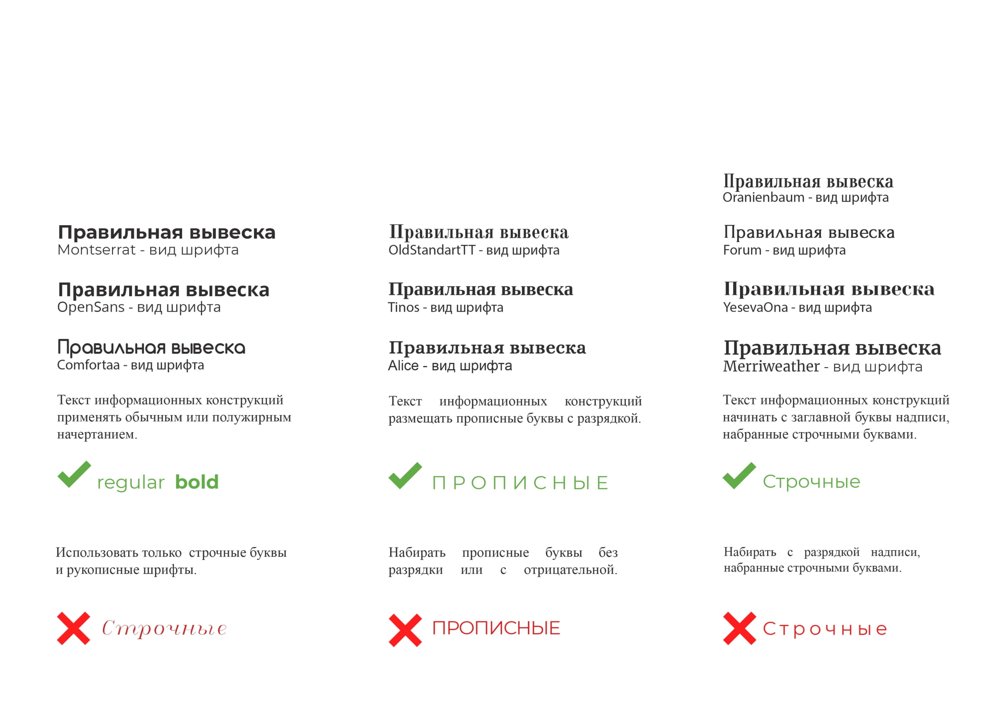 Правильная вывеска
Montserrat - вид шрифта
Правильная вывеска
OpenSans - вид шрифта
Правильная вывеска
Comfortaa - вид шрифта
Текст информационных конструкций
применять обычным или полужирным
начертанием.
regular bold
Использовать только строчные буквы
и рукописные шрифты.
Строчные
Правильная вывеска
OldStandartTT - вид шрифта
Правильная вывеска
Tinos - вид шрифта
Правильная вывеска
Alice - вид шрифта
Текст информационных конструкций
размещать прописные буквы с разрядкой.
ПРОПИСНЫЕ
Набирать прописные буквы без
разрядки или с отрицательной.
ПРОПИСНЫЕ
Правильная вывеска
Oranienbaum - вид шрифта
Правильная вывеска
Forum - вид шрифта
Правильная вывеска
YesevaOna - вид шрифта
Правильная вывеска
Merriweather - вид шрифта
Текст информационных конструкций
начинать с заглавной буквы надписи,
набранные строчными буквами.
Строчные
Набирать с разрядкой надписи,
набранные строчными буквами.
Строчные